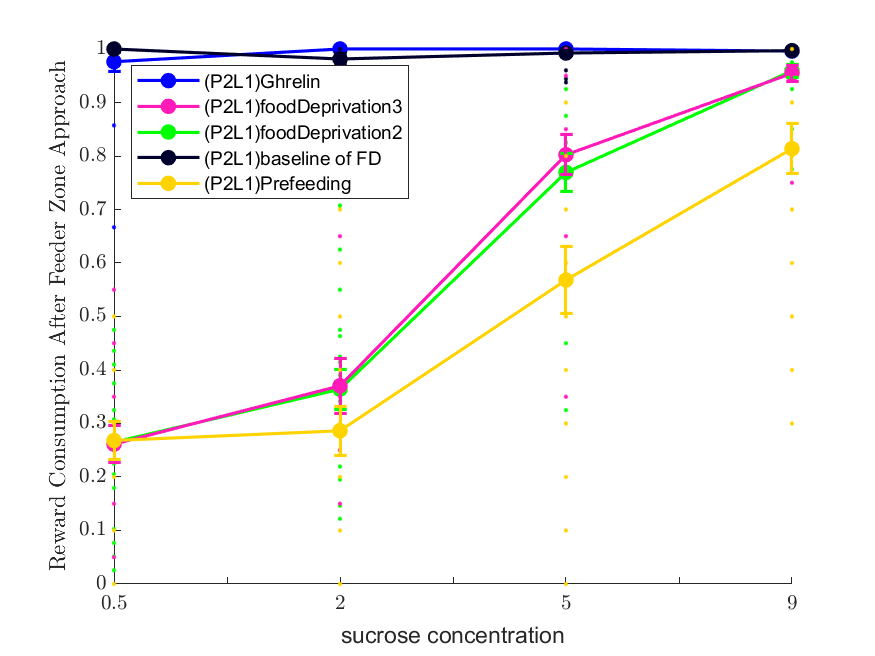 Reward Consumption After Feeder Zone Approach
1
0.9
0.8
0.7
0.6
0.5
0.4
0.3
0.2
0.1
0
(P2L1)Ghrelin
(P2L1)foodDeprivation3
(P2L1)foodDeprivation2
(P2L1)baseline of FD
(P2L1)Prefeeding
0.5 2 5 9
sucrose concentration